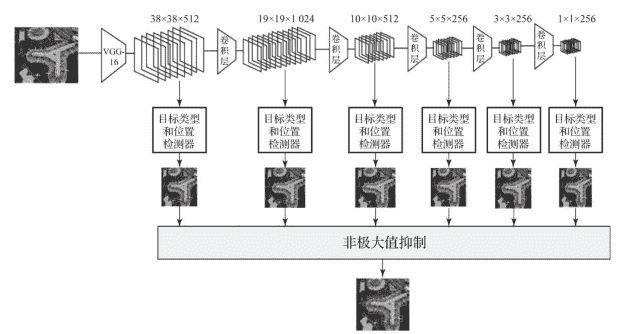 38×38×512
19×19×1 024
10×10×512
5×5×256
3×3×256
1×1×256
VGG-
16
卷积层
卷积层
卷积层
卷积层
卷积层
目标类型
和位置
检测器
目标类型
和位置
检测器
目标类型
和位置
检测器
目标类型
和位置
检测器
目标类型
和位置
检测器
目标类型
和位置
检测器
非极大值抑制